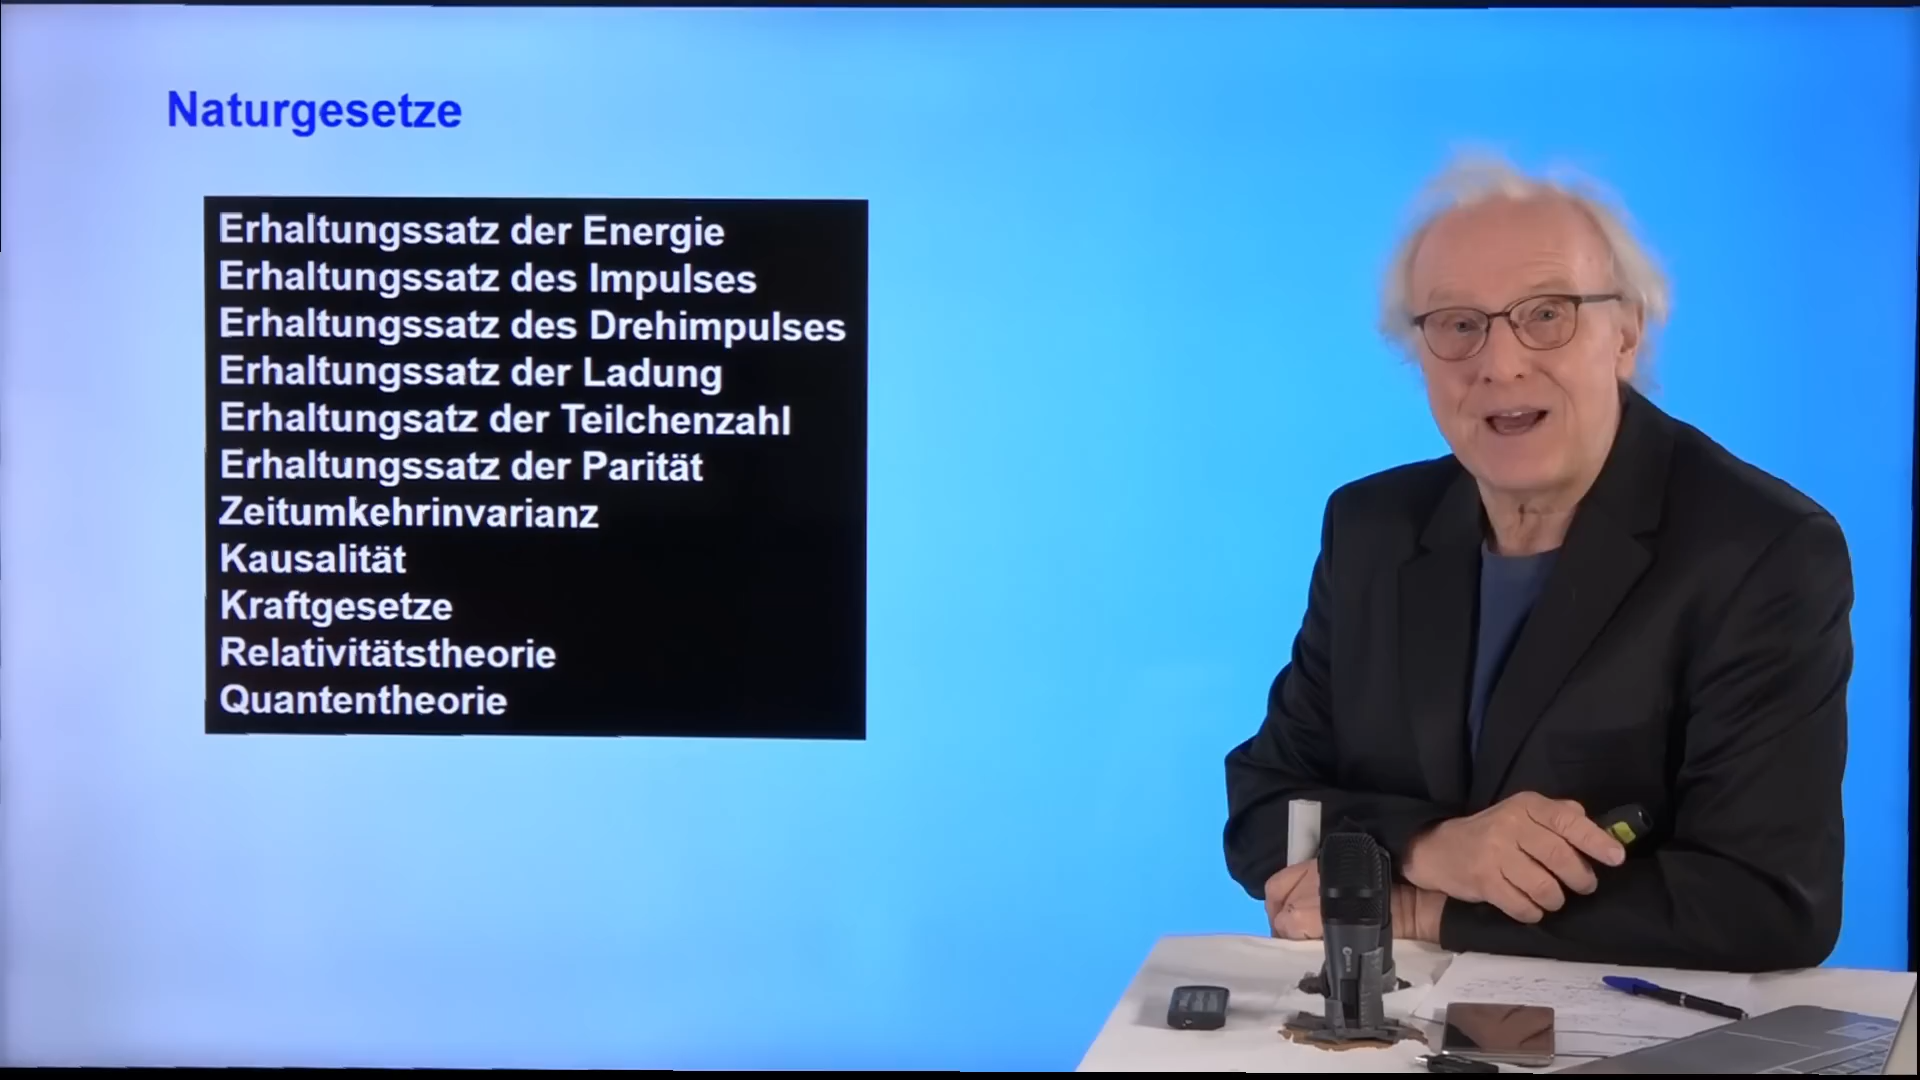 Naturgesetze
Erhaltungssatz der Energie
Erhaltungssatz des Impulses
Erhaltungssatz des Drehimpulses
Erhaltungssatz der Ladung
Erhaltungsatz der Teilchenzahl
Erhaltungssatz der Parität
Zeitumkehrinvarianz
Kausalität
Kraftgesetze
Relativitätstheorie
Quantentheorie